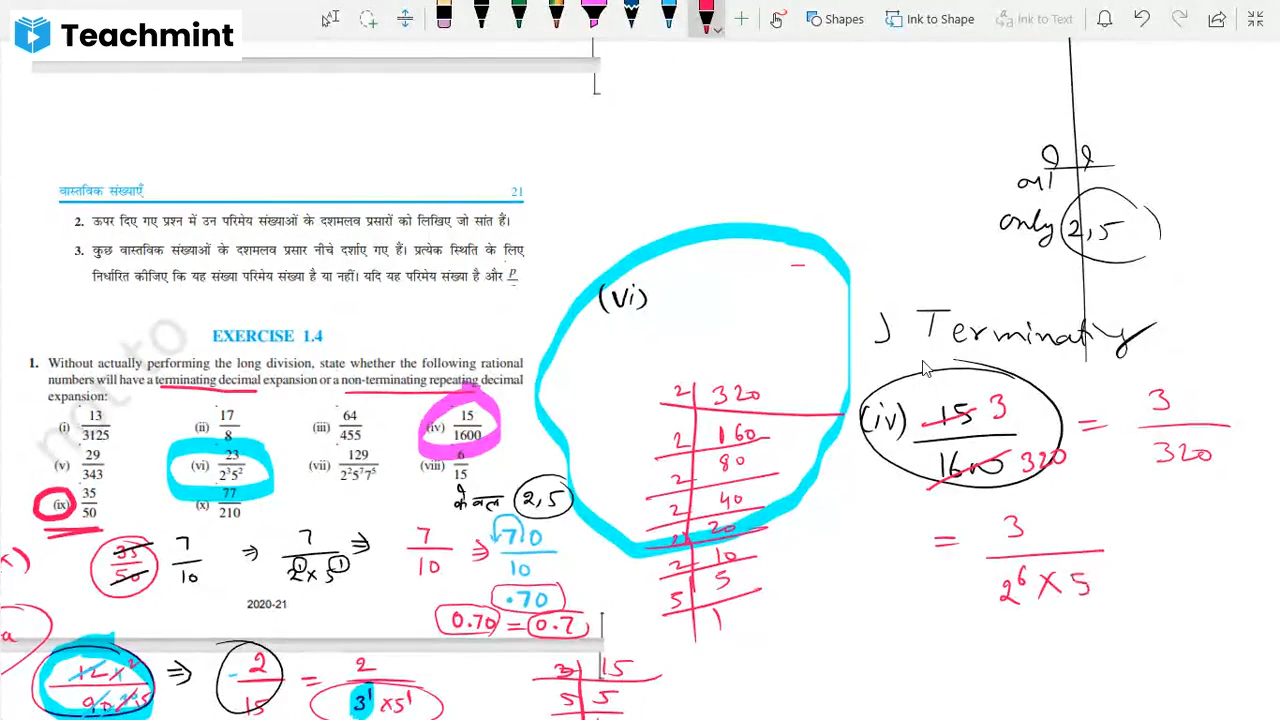 Teachmint
Shapes
Ink to Shape
Ink to Text
only 2,5
वास्तविक संख्याएँ 21
2. ऊपर दिए गए प्रश्न में उन परिमेय संख्याओं के दशमलव प्रसारों को लिखिए जो सांत हैं।
3. कुछ वास्तविक संख्याओं के दशमलव प्रसार नीचे दर्शाए गए हैं। प्रत्येक स्थिति के लिए
निर्धारित कीजिए कि यह संख्या परिमेय संख्या है या नहीं। यदि यह परिमेय संख्या है और p
not to
EXERCISE 1.4
1. Without actually performing the long division, state whether the following rational
numbers will have a terminating decimal expansion or a non-terminating repeating decimal
expansion:
(i) 13/3125 (ii) 17/8 (iii) 64/455 (iv) 15/1600
(v) 29/343 (vi) 23/2³5² (vii) 129/2²5⁷7⁵ (viii) 6/15
(ix) 35/50 (x) 77/210
केवल 2,5
35/50 7/10 ⇒ 7/2¹×5¹ ⇒ 7/10 ⇒ 70/10
.70
0.70 = 0.7
2020-21
(vi)
2 320
2 160
2 80
2 40
2 20
2 10
5 5
1
(iv) 15 3/1600 320 = 3/320
= 3/2⁶×5
⇒ 2/15 = 2/3¹×5¹
3 15
5 5